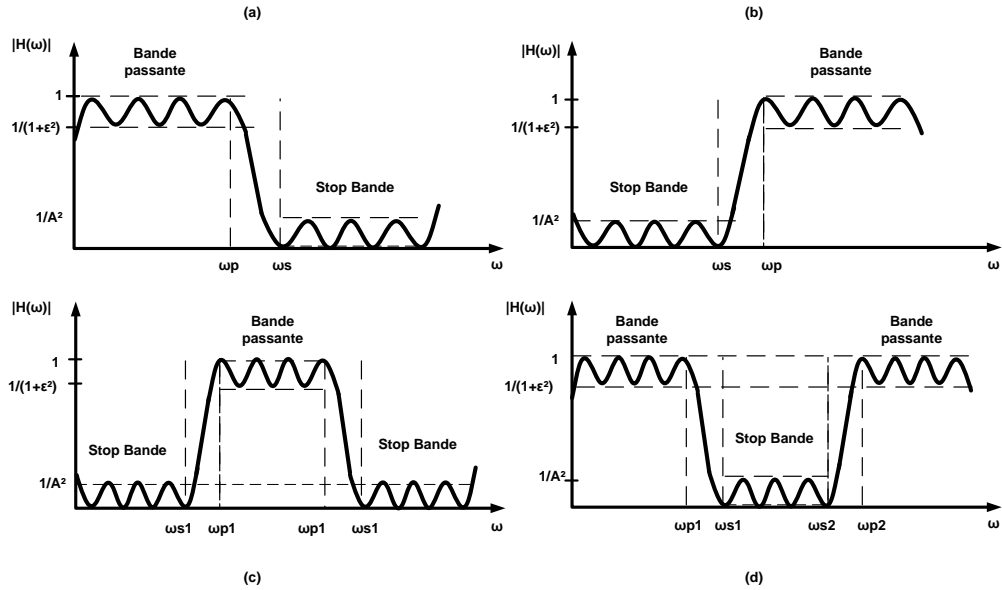 (a)
|H(ω)|
Bande
passante
1
1/(1+ε²)
Stop Bande
1/A²
ωp
ωs
ω
(b)
|H(ω)|
Bande
passante
1
1/(1+ε²)
Stop Bande
1/A²
ωs
ωp
ω
|H(ω)|
Bande
passante
1
1/(1+ε²)
Stop Bande
Stop Bande
1/A²
ωs1
ωp1
ωp1
ωs1
ω
(c)
|H(ω)|
Bande
passante
Bande
passante
1
1/(1+ε²)
Stop Bande
1/A²
ωp1
ωs1
ωs2
ωp2
ω
(d)